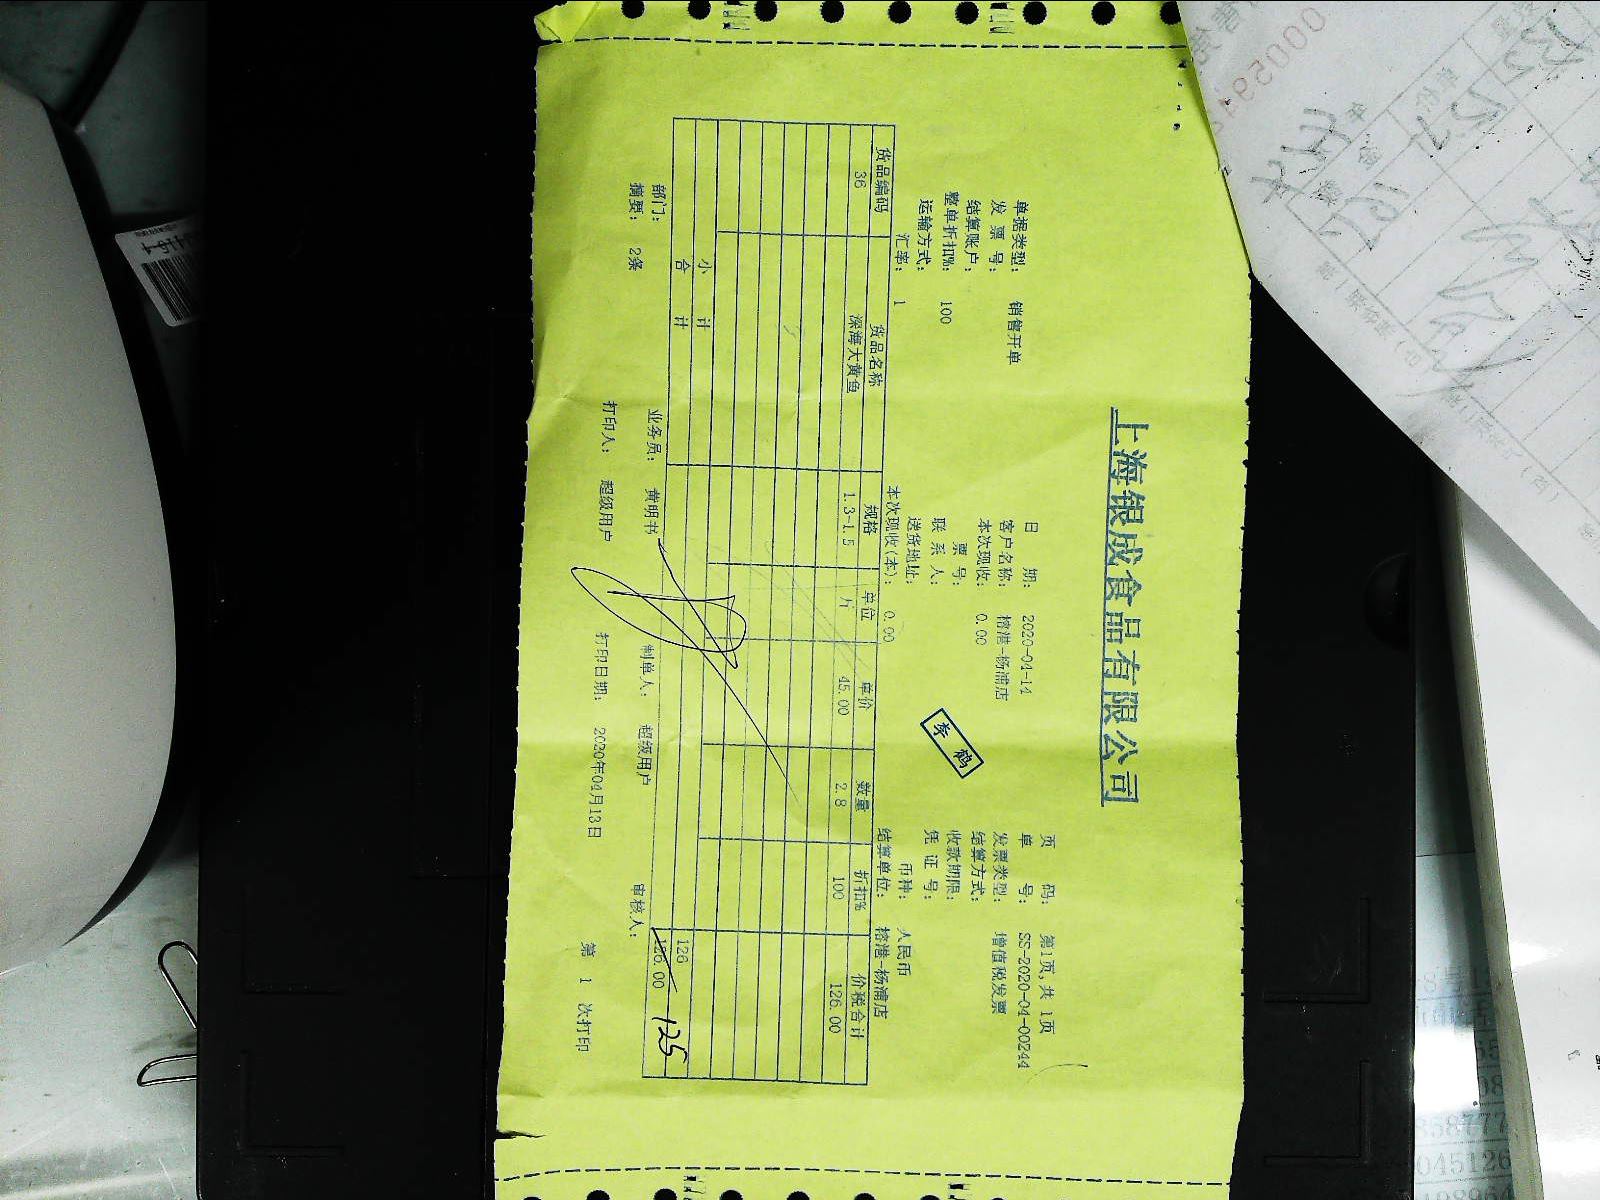 上海银成食品有限公司
页 码： 第1页,共 1页
单据类型： 销售开单 日 期： 2020-04-14 单 号： SS-2020-04-00244
发 票 号： 客户名称： 榕港-杨浦店 发票类型： 增值税发票
结算账户： 本次现收： 0.00 结算方式：
整单折扣%： 100 票 号： 收款期限：
运输方式： 联 系 人： 凭 证 号：
汇率： 1 送货地址： 币种： 人民币
本次现收(本)： 0.00 结算单位： 榕港-杨浦店
李 鹤
货品编码 货品名称 规格 单位 单价 数量 折扣% 价税合计
36 深海大黄鱼 1.3-1.5 斤 45.00 2.8 100 126.00
小 计 126
合 计 126.00 125
部门： 业务员： 黄明书 制单人： 超级用户 审核人：
摘要： 2条
打印人： 超级用户 打印日期： 2020年04月13日 第 1 次打印